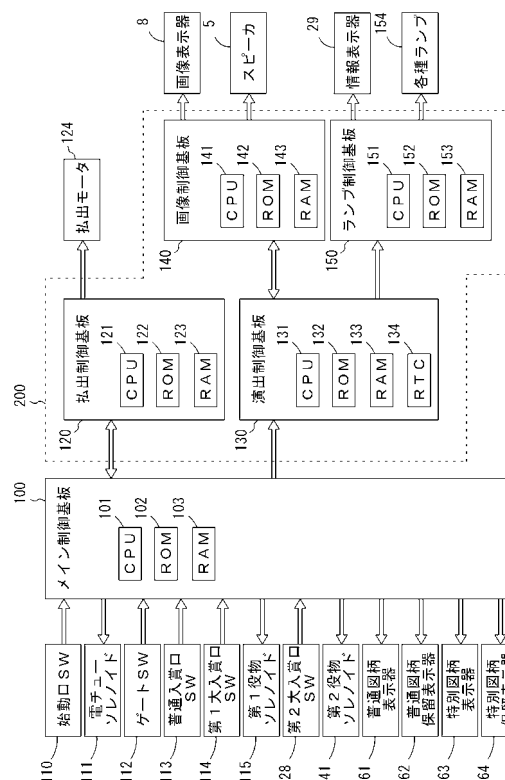 110
始動口SW
111
電チュー
ソレノイド
112
ゲートSW
113
普通入賞口
SW
114
第1大入賞口
SW
115
第1役物
ソレノイド
28
第2大入賞口
SW
41
第2役物
ソレノイド
61
普通図柄
表示器
62
普通図柄
保留表示器
63
特別図柄
表示器
64
特別図柄
100
メイン制御基板
101
CPU
102
ROM
103
RAM
200
120
払出制御基板
121
CPU
122
ROM
123
RAM
130
演出制御基板
131
CPU
132
ROM
133
RAM
134
RTC
124
払出モータ
140
画像制御基板
141
CPU
142
ROM
143
RAM
150
ランプ制御基板
151
CPU
152
ROM
153
RAM
8
画像表示器
5
スピーカ
29
情報表示器
154
各種ランプ